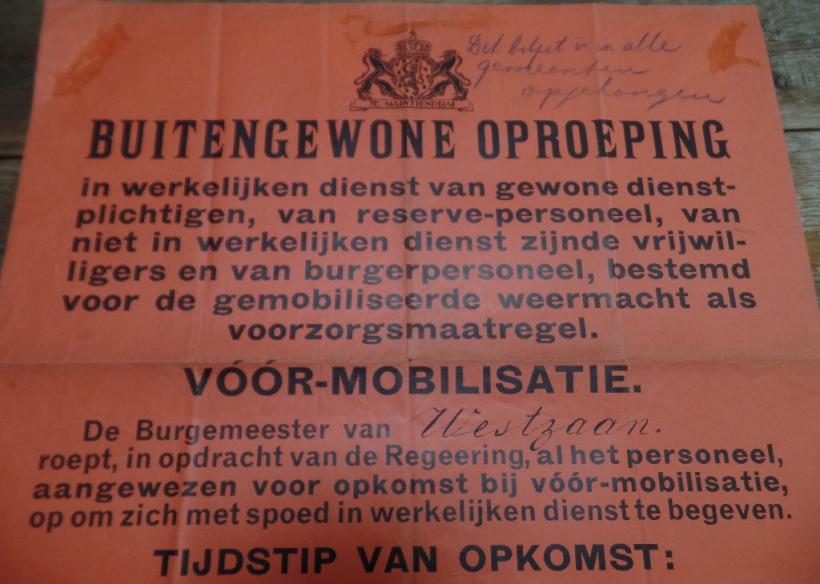 Dit biljet is in alle
gemeenten
opgehangen
JE MAINTIENDRAI
BUITENGEWONE OPROEPING
in werkelijken dienst van gewone dienst-
plichtigen, van reserve-personeel, van
niet in werkelijken dienst zijnde vrijwil-
ligers en van burgerpersoneel, bestemd
voor de gemobiliseerde weermacht als
voorzorgsmaatregel.
VÓÓR-MOBILISATIE.
De Burgemeester van Westzaan.
roept, in opdracht van de Regeering, al het personeel,
aangewezen voor opkomst bij vóór-mobilisatie,
op om zich met spoed in werkelijken dienst te begeven.
TIJDSTIP VAN OPKOMST: